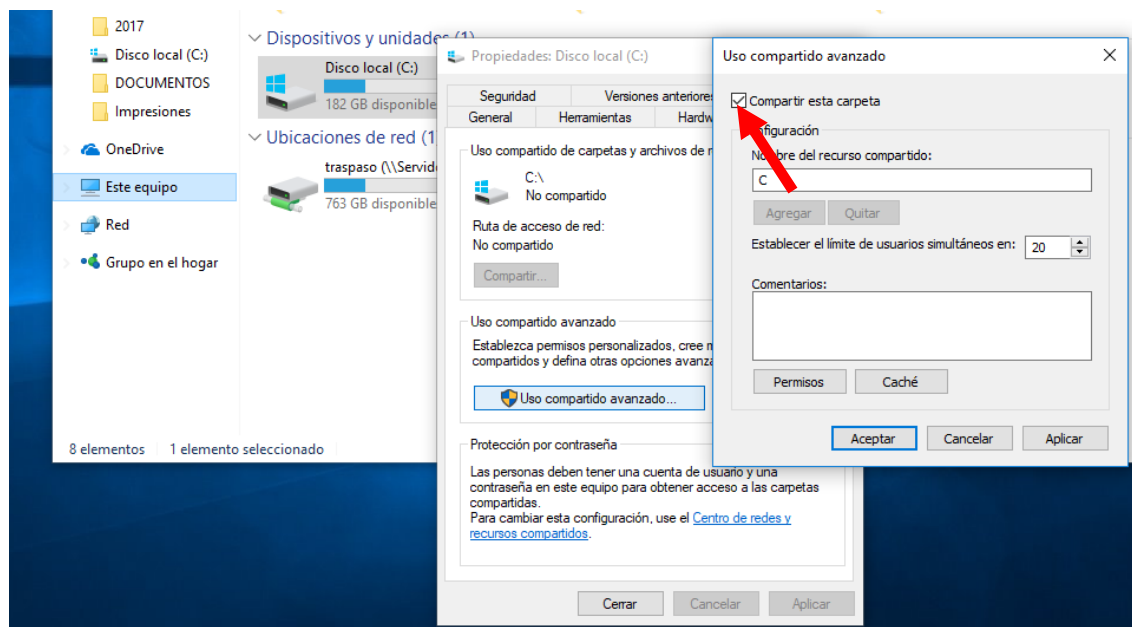 2017
Disco local (C:)
DOCUMENTOS
Impresiones
OneDrive
Este equipo
Red
Grupo en el hogar
8 elementos 1 elemento seleccionado
Dispositivos y unidades (1)
Disco local (C:)
182 GB disponible
Ubicaciones de red (1
traspaso (\\Servid
763 GB disponible
Propiedades: Disco local (C:)
Seguridad Versiones anteriores
General Herramientas Hardw
Uso compartido de carpetas y archivos de r
C:\
No compartido
Ruta de acceso de red:
No compartido
Compartir...
Uso compartido avanzado
Establezca permisos personalizados, cree
compartidos y defina otras opciones avanza
Uso compartido avanzado...
Protección por contraseña
Las personas deben tener una cuenta de usuario y una
contraseña en este equipo para obtener acceso a las carpetas
compartidas.
Para cambiar esta configuración, use el Centro de redes y
recursos compartidos.
Cerrar Cancelar Aplicar
Uso compartido avanzado
Compartir esta carpeta
Configuración
Nombre del recurso compartido:
C
Agregar Quitar
Establecer el límite de usuarios simultáneos en: 20
Comentarios:
Permisos Caché
Aceptar Cancelar Aplicar